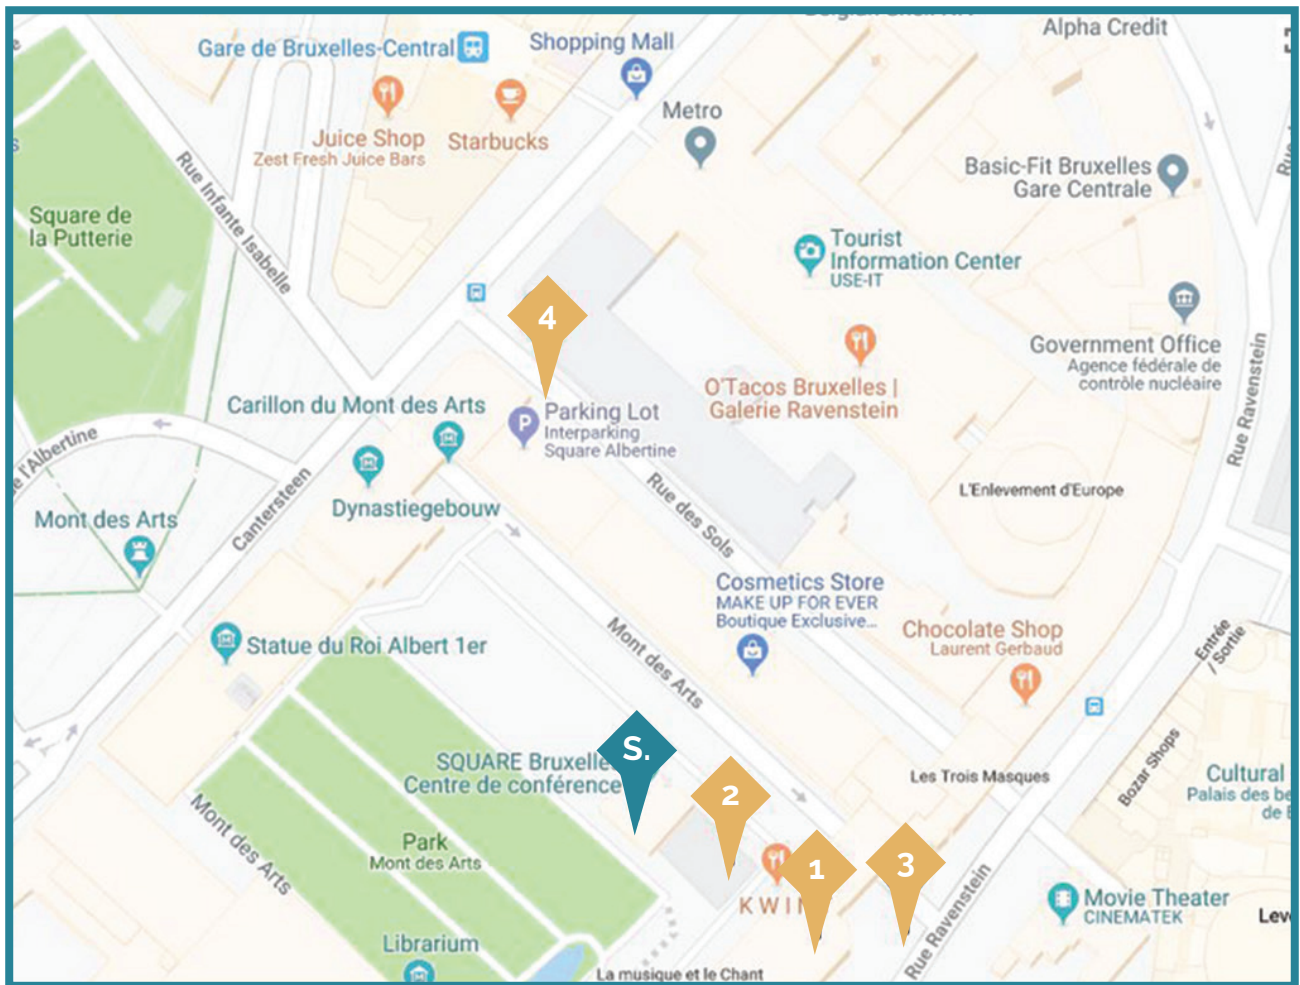 Alpha Credit
Gare de Bruxelles-Central
Shopping Mall
Metro
Juice Shop
Zest Fresh Juice Bars
Starbucks
Basic-Fit Bruxelles
Gare Centrale
Rue Infante Isabelle
Square de
la Putterie
Tourist
Information Center
USE-IT
4
Government Office
Agence fédérale de
contrôle nucléaire
Rue Ravenstein
O'Tacos Bruxelles |
Galerie Ravenstein
Carillon du Mont des Arts
P
Parking Lot
Interparking
Square Albertine
l'Albertine
Cantersteen
Dynastiegebouw
Mont des Arts
Rue des Sols
L'Enlevement d'Europe
Cosmetics Store
MAKE UP FOR EVER
Boutique Exclusive...
Chocolate Shop
Laurent Gerbaud
Entrée
/ Sortie
Statue du Roi Albert 1er
Mont des Arts
S.
SQUARE Bruxelle
Centre de conférence
2
Les Trois Masques
Bozar Shops
Cultural
Palais des be
de
Mont des Arts
Park
Mont des Arts
1
3
KWI
Rue Ravenstein
Movie Theater
CINEMATEK
Lev
Librarium
La musique et le Chant